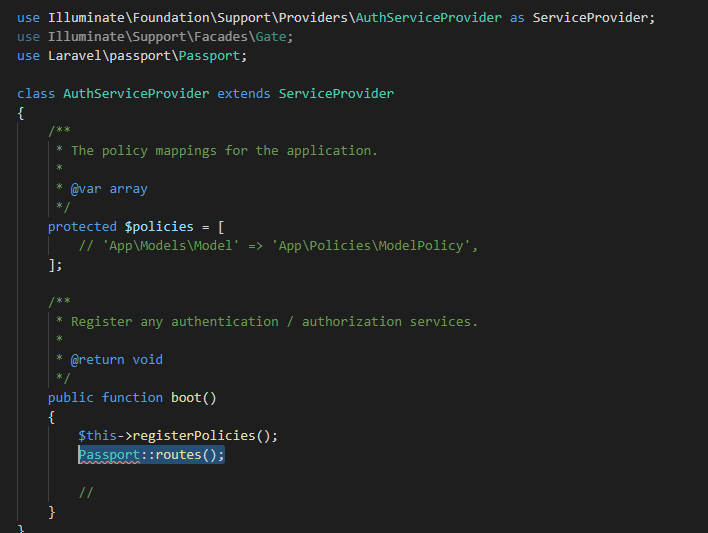 use Illuminate\Foundation\Support\Providers\AuthServiceProvider as ServiceProvider;
use Illuminate\Support\Facades\Gate;
use Laravel\passport\Passport;

class AuthServiceProvider extends ServiceProvider
{
    /**
     * The policy mappings for the application.
     *
     * @var array
     */
    protected $policies = [
        // 'App\Models\Model' => 'App\Policies\ModelPolicy',
    ];

    /**
     * Register any authentication / authorization services.
     *
     * @return void
     */
    public function boot()
    {
        $this->registerPolicies();
        Passport::routes();

        //
    }
}